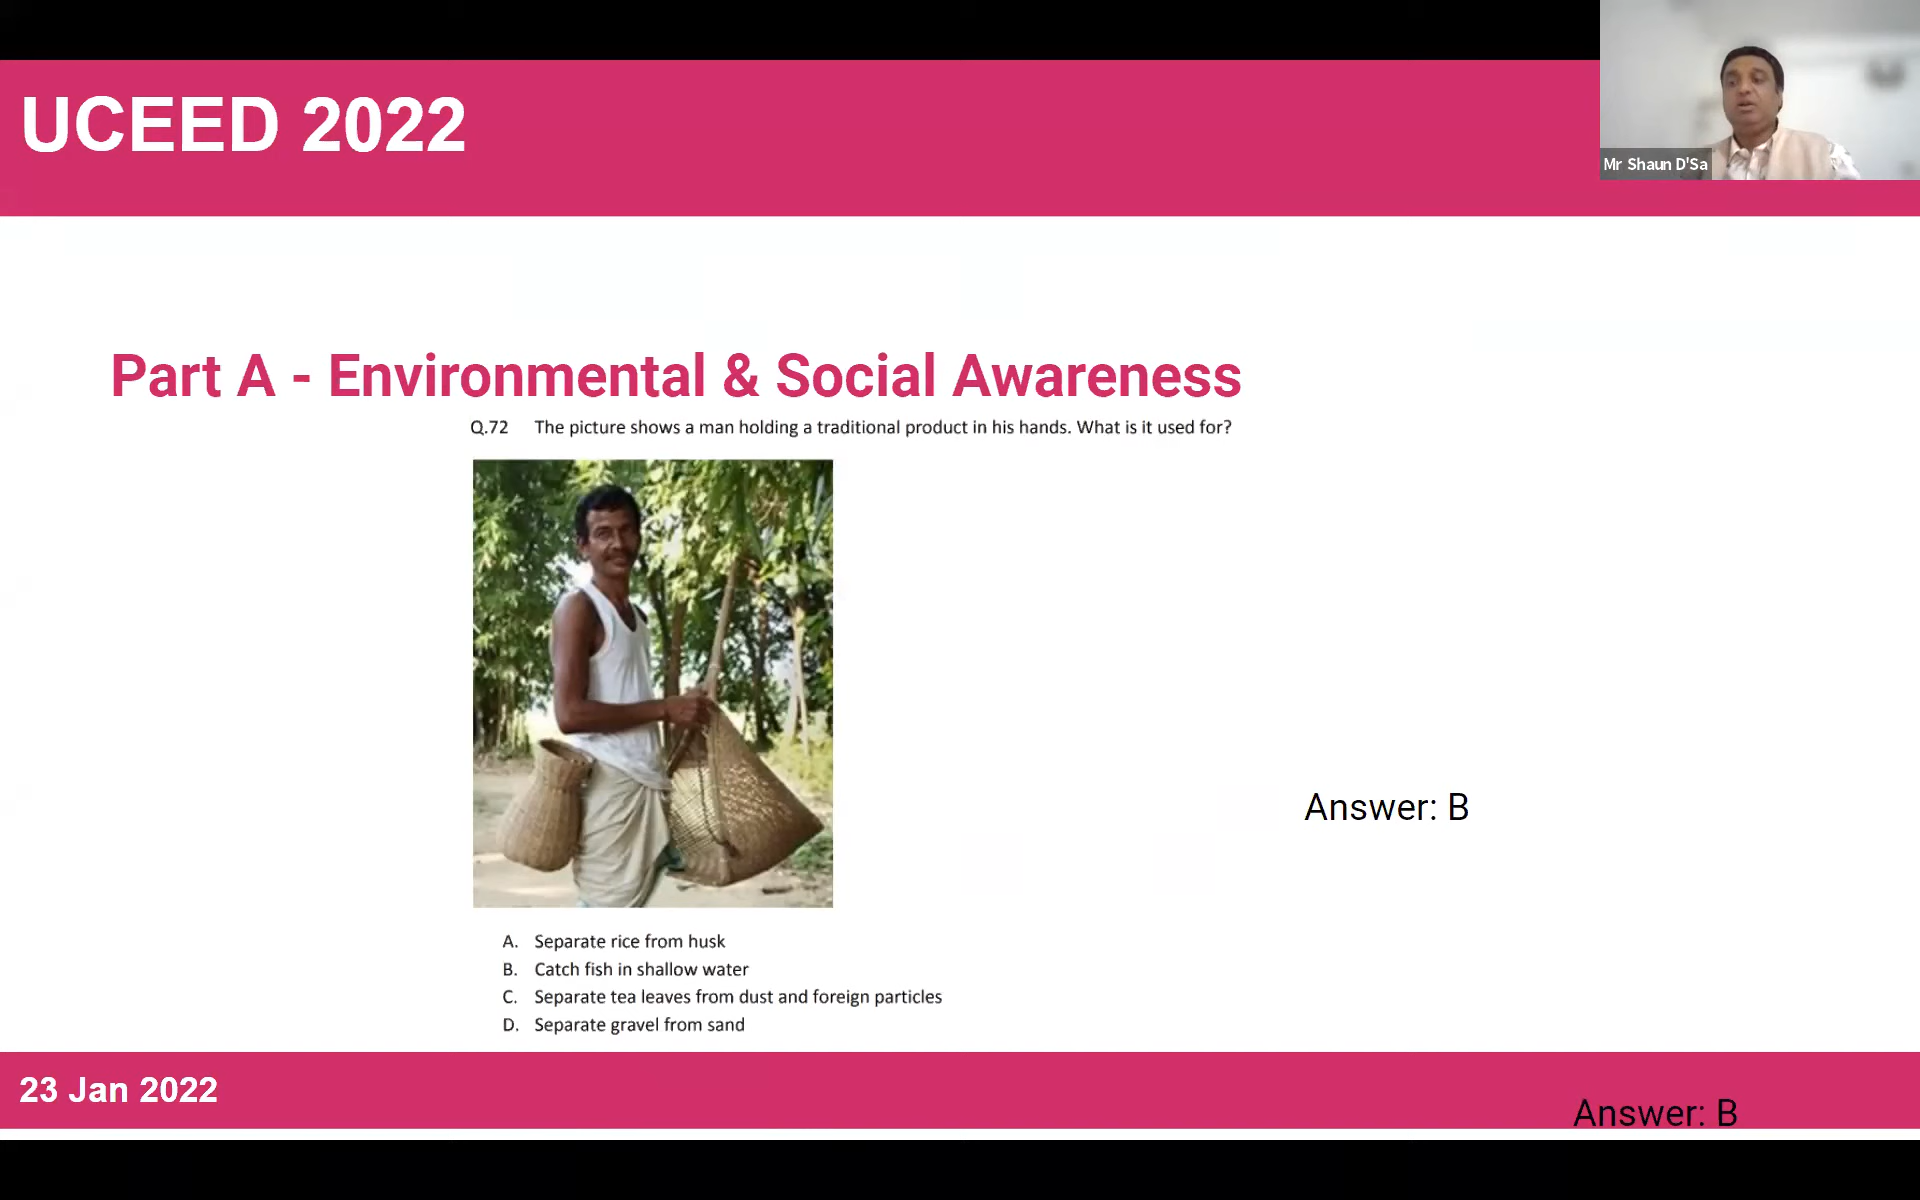 UCEED 2022
Mr Shaun D'Sa
Part A - Environmental & Social Awareness
Q.72 The picture shows a man holding a traditional product in his hands. What is it used for?
Answer: B
A. Separate rice from husk
B. Catch fish in shallow water
C. Separate tea leaves from dust and foreign particles
D. Separate gravel from sand
23 Jan 2022
Answer: B